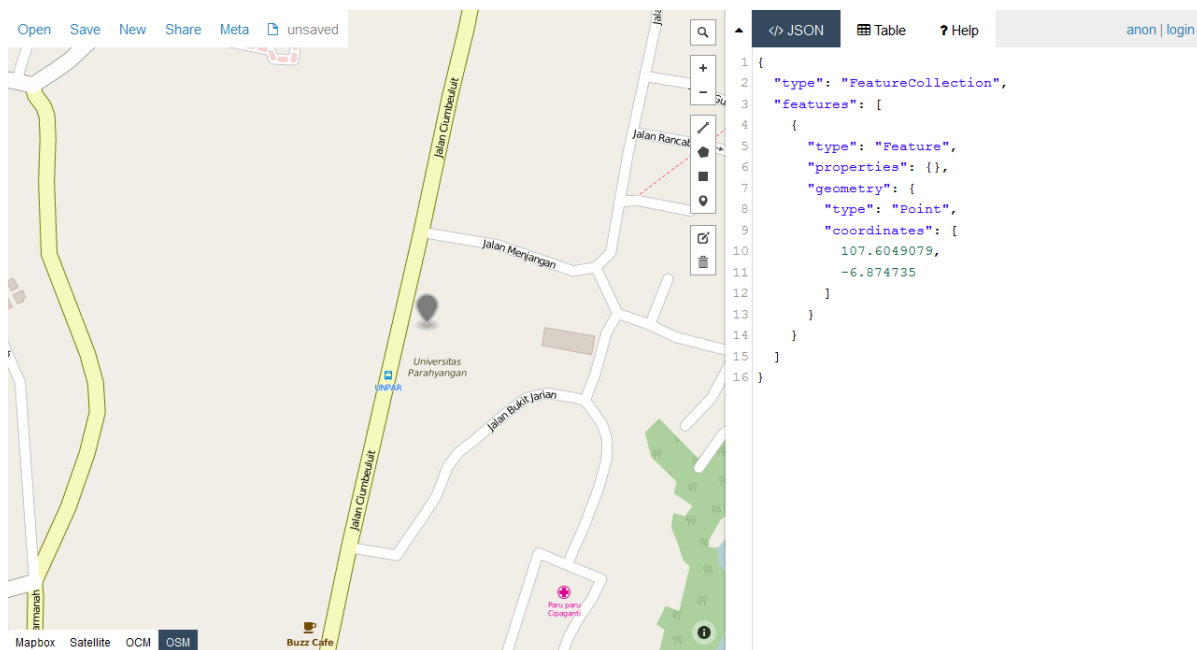 Open Save New Share Meta unsaved
</> JSON Table ? Help anon | login
Jalan Ciumbeuluit
Jalan Rancab
Jalan Menjangan
Universitas
Parahyangan
UNPAR
Jalan Bukit Jarian
Jalan Ciumbeuluit
Paru paru
Cipaganti
Buzz Cafe
Mapbox Satellite OCM OSM
1 {
2 "type": "FeatureCollection",
3 "features": [
4 {
5 "type": "Feature",
6 "properties": {},
7 "geometry": {
8 "type": "Point",
9 "coordinates": [
10 107.6049079,
11 -6.874735
12 ]
13 }
14 }
15 ]
16 }